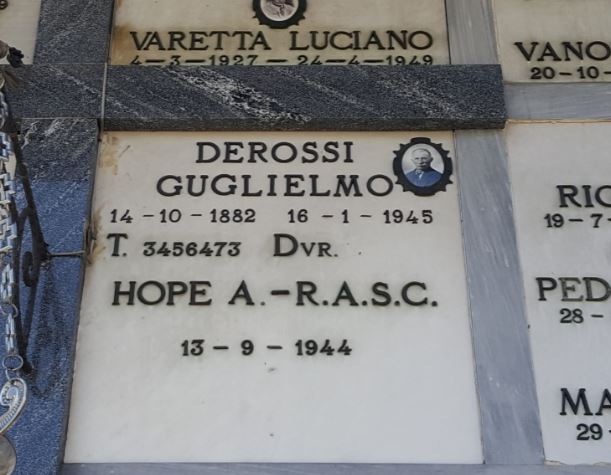 VARETTA LUCIANO
4-3-1927 - 24-4-1949
DEROSSI
GUGLIELMO
14-10-1882 16-1-1945
T. 3456473 DVR.
HOPE A.-R.A.S.C.
13-9-1944
VANO
20-10-
RIC
19-7-
PED
28-
MA
29-